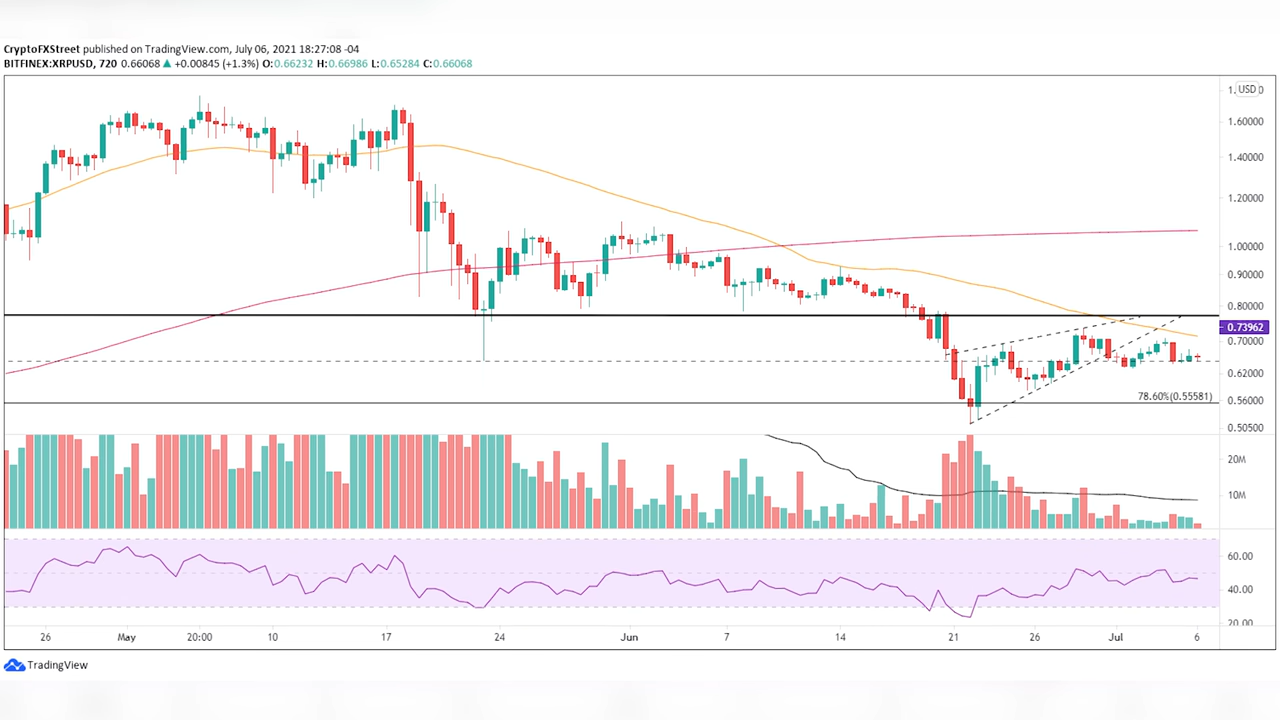 CryptoFXStreet published on TradingView.com, July 06, 2021 18:27:08 -04
BITFINEX:XRPUSD, 720 0.66068 ▲ +0.00845 (+1.3%) O:0.66232 H:0.66986 L:0.65284 C:0.66068
USD
1.60000
1.40000
1.20000
1.00000
0.90000
0.80000
0.73962
0.70000
0.62000
78.60%(0.55581)
0.56000
0.50500
20M
10M
60.00
40.00
20.00
26 May 20:00 10 17 24 Jun 7 14 21 26 Jul 6
TradingView